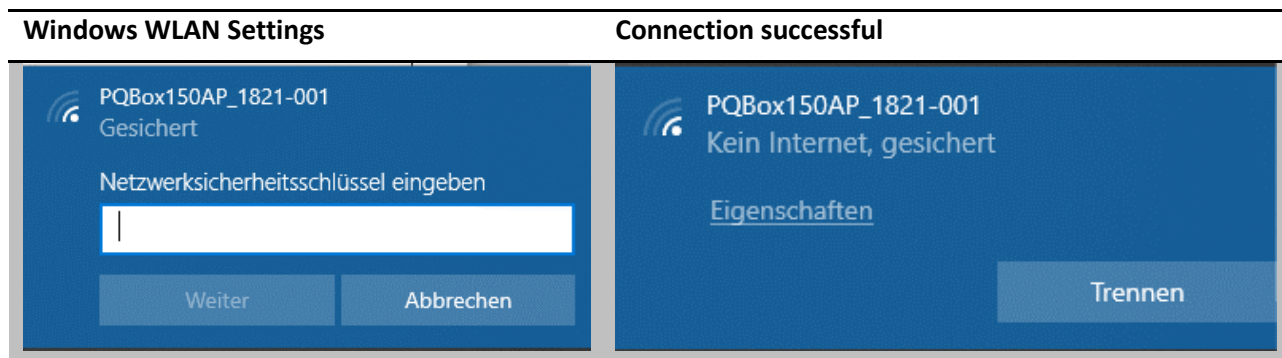 Windows WLAN Settings
Connection successful
PQBox150AP_1821-001
Gesichert
Netzwerksicherheitsschlüssel eingeben
Weiter
Abbrechen
PQBox150AP_1821-001
Kein Internet, gesichert
Eigenschaften
Trennen